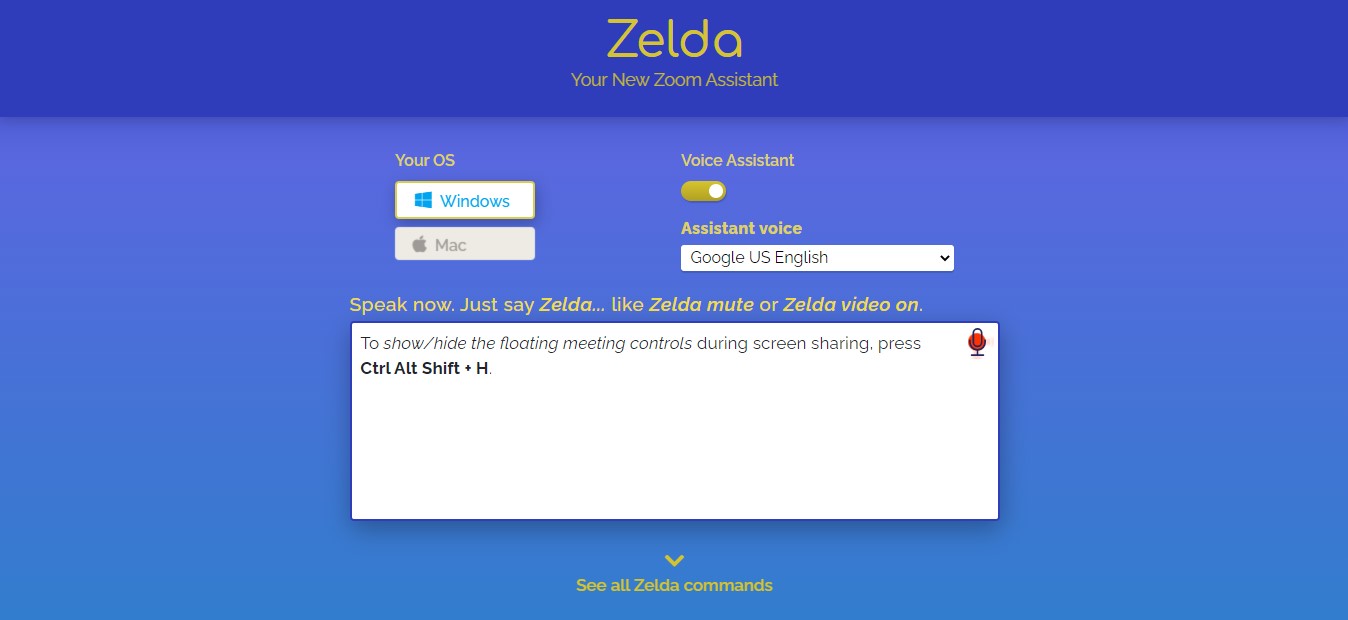 Zelda
Your New Zoom Assistant
Your OS
Windows
Mac
Voice Assistant
Assistant voice
Google US English
Speak now. Just say Zelda... like Zelda mute or Zelda video on.
To show/hide the floating meeting controls during screen sharing, press
Ctrl Alt Shift + H.
See all Zelda commands